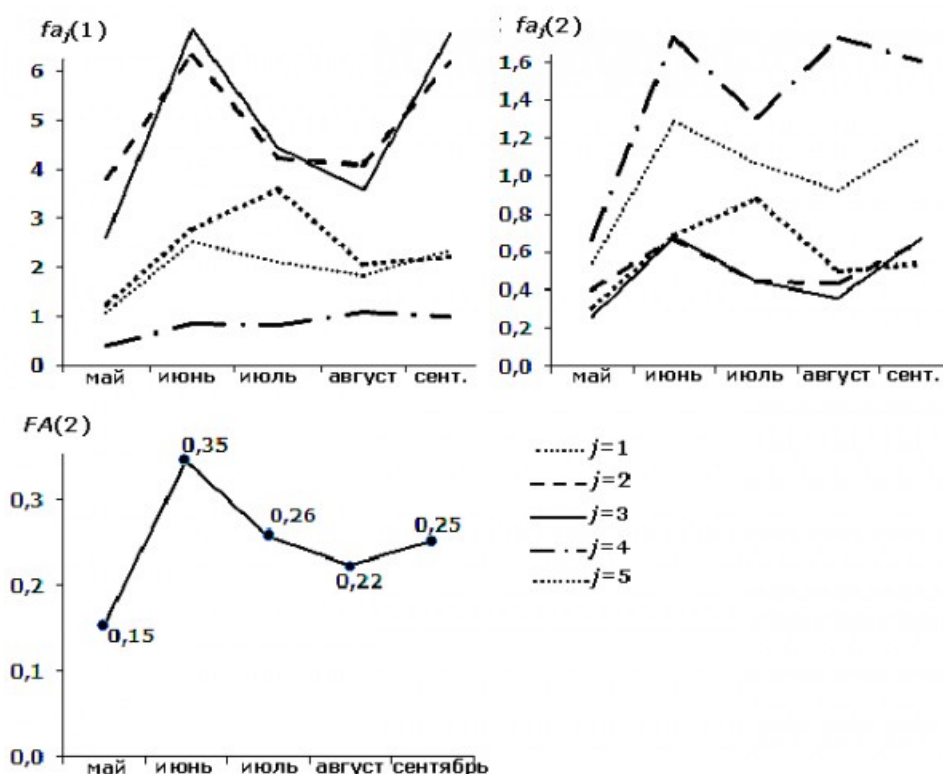 fa_j(1)
6
5
4
3
2
1
0
май июнь июль август сент.
: fa_j(2)
1,6
1,4
1,2
1,0
0,8
0,6
0,4
0,2
0,0
май июнь июль август сент.
FA(2)
0,3
0,2
0,1
0,0
0,35
0,26
0,25
0,22
0,15
май июнь июль август сентябрь
j=1
j=2
j=3
j=4
j=5